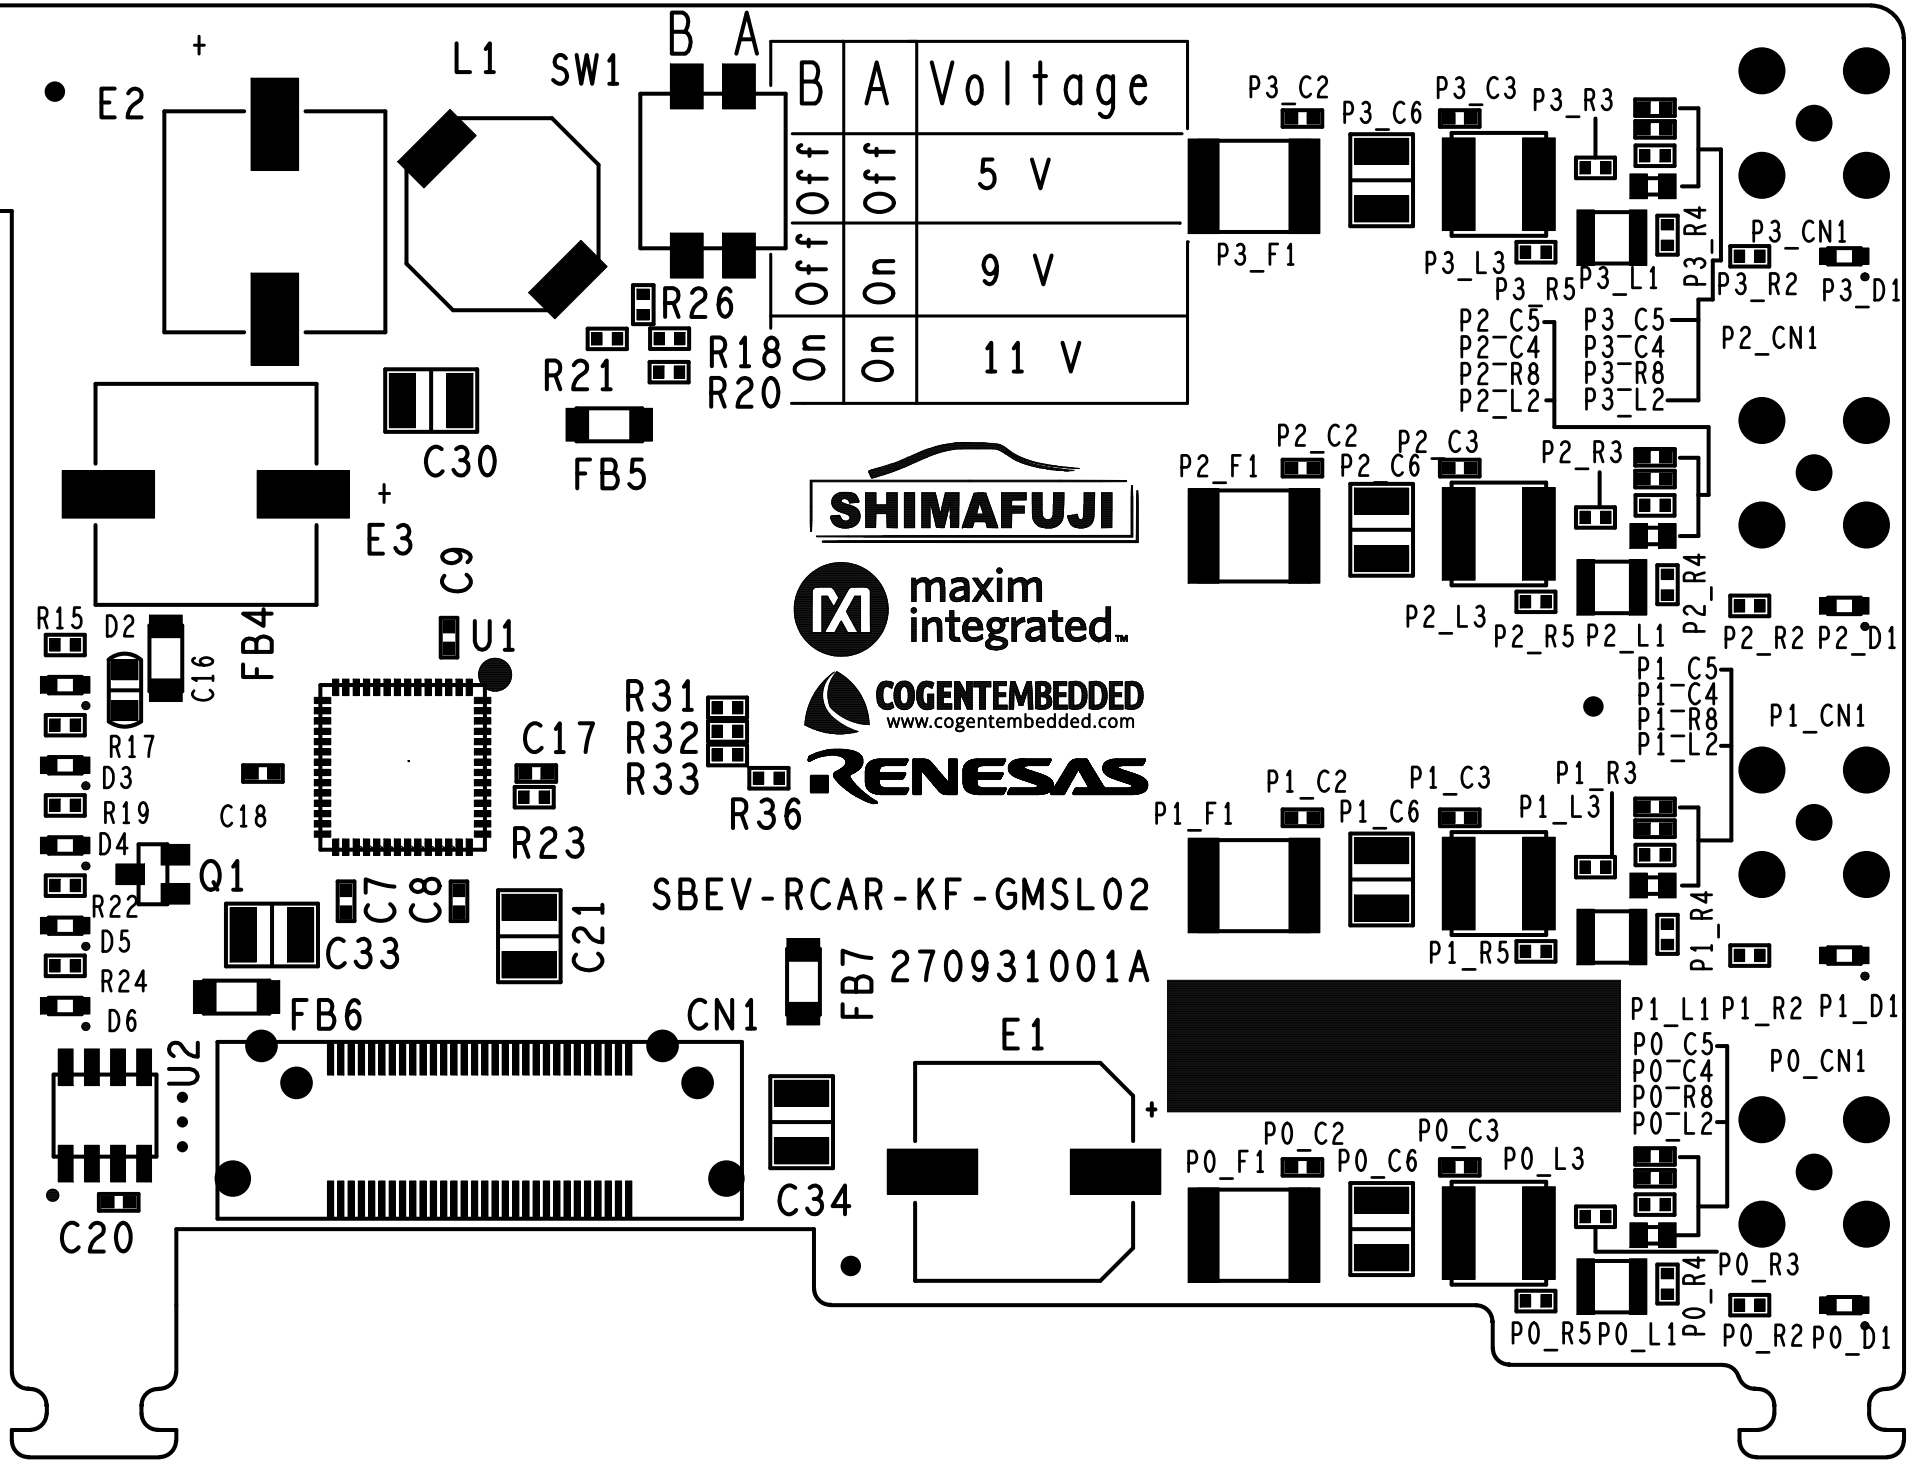 B A
+
L1
SW1
E2
B A Voltage
Off Off 5 V
Off On 9 V
On On 11 V
P3_C2
P3_C6
P3_C3
P3_R3
P3_R4
P3_CN1
P3_F1
P3_L3
P3_R5
P3_L1
P3_R2
P3_D1
R26
R18
R21
R20
P2_C5
P2_C4
P2_R8
P2_L2
P3_C5
P3_C4
P3_R8
P3_L2
P2_CN1
C30
FB5
+
E3
C9
SHIMAFUJI
P2_F1
P2_C2
P2_C6
P2_C3
P2_R3
P2_R4
P2_L3
P2_R5
P2_L1
P2_R2
P2_D1
maxim
integrated™
R15
D2
FB4
C16
U1
COGENTEMBEDDED
www.cogentembedded.com
RENESAS
P1_C5
P1_C4
P1_R8
P1_L2
P1_CN1
R31
R32
R33
R36
R17
D3
R19
D4
C18
C17
R23
P1_F1
P1_C2
P1_C6
P1_C3
P1_L3
P1_R3
P1_R4
P1_R5
P1_L1
P1_R2
P1_D1
Q1
R22
D5
R24
D6
C7
C8
C33
C21
SBEV-RCAR-KF-GMSL02
270931001A
FB7
FB6
CN1
E1
+
U2
C20
C34
P0_C5
P0_C4
P0_R8
P0_L2
P0_CN1
P0_F1
P0_C2
P0_C6
P0_C3
P0_L3
P0_R3
P0_R4
P0_R5
P0_L1
P0_R2
P0_D1